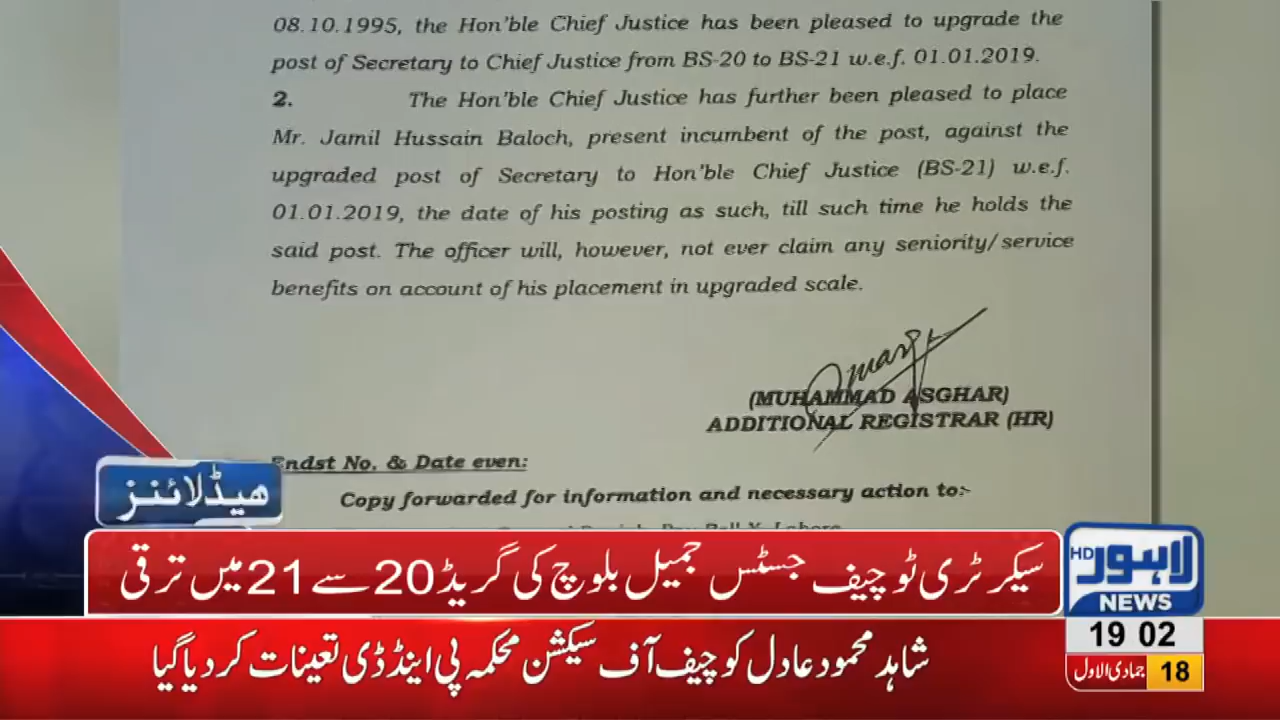 08.10.1995, the Hon'ble Chief Justice has been pleased to upgrade the
post of Secretary to Chief Justice from BS-20 to BS-21 w.e.f. 01.01.2019.
2. The Hon'ble Chief Justice has further been pleased to place
Mr. Jamil Hussain Baloch, present incumbent of the post, against the
upgraded post of Secretary to Hon'ble Chief Justice (BS-21) w.e.f.
01.01.2019, the date of his posting as such, till such time he holds the
said post. The officer will, however, not ever claim any seniority/service
benefits on account of his placement in upgraded scale.
(MUHAMMAD ASGHAR)
ADDITIONAL REGISTRAR (HR)
Endst No. & Date even:
Copy forwarded for information and necessary action to:-
ھیڈلائنز
سیکرٹری ٹو چیف جسٹس جمیل بلوچ کی گریڈ 20 سے 21 میں ترقی
شاہد محمود عادل کو چیف آف سیکشن محکمہ پی اینڈ ڈی تعینات کر دیا گیا
HD لاہور
NEWS
19 02
18 جمادی الاول